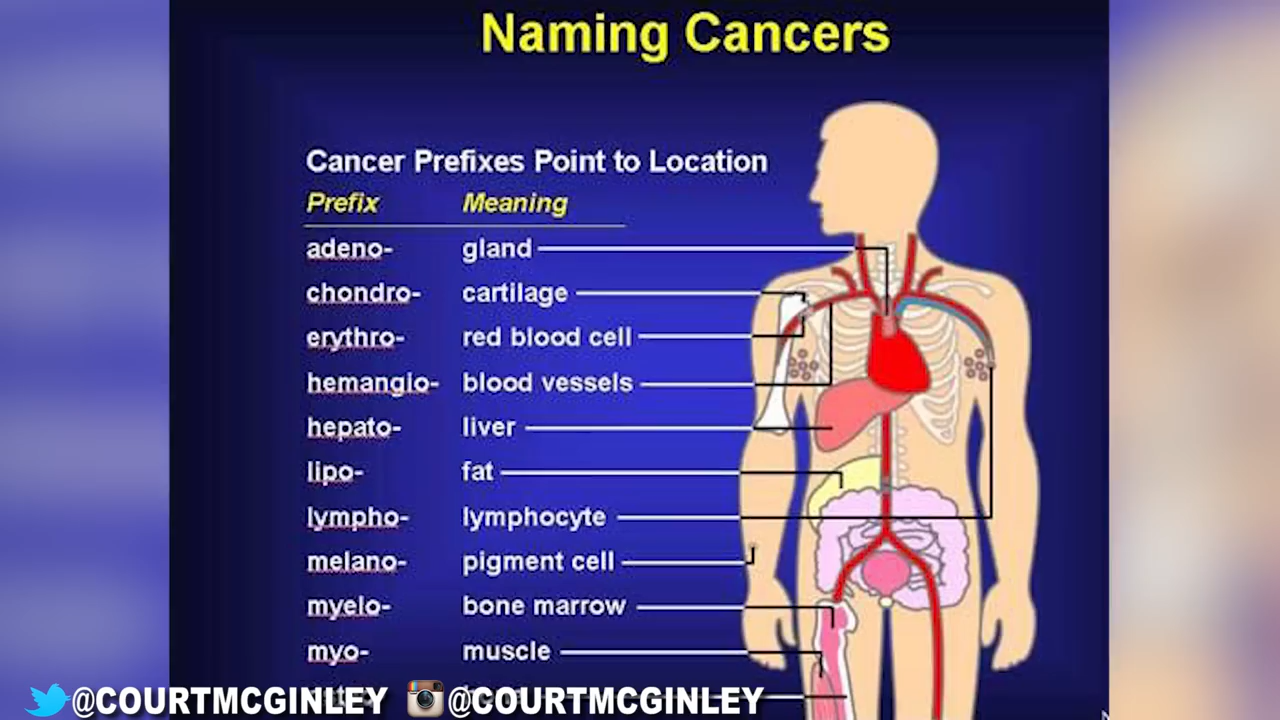 Naming Cancers
Cancer Prefixes Point to Location
Prefix Meaning
adeno- gland
chondro- cartilage
erythro- red blood cell
hemangio- blood vessels
hepato- liver
lipo- fat
lympho- lymphocyte
melano- pigment cell
myelo- bone marrow
myo- muscle
@COURTMCGINLEY @COURTMCGINLEY